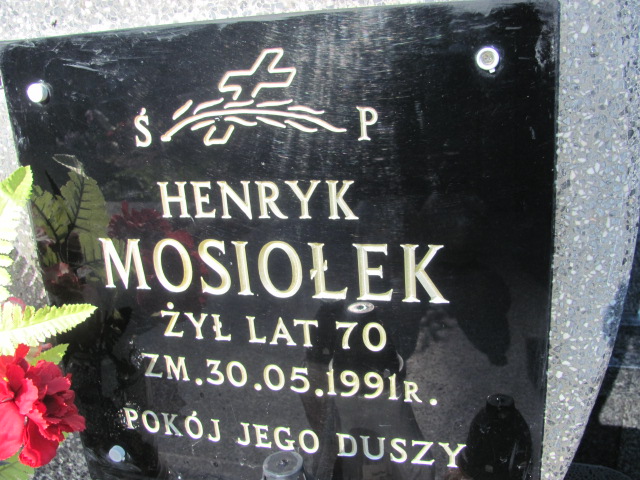 Ś P
HENRYK
MOSIOŁEK
ŻYŁ LAT 70
ZM.30.05.1991R.
POKÓJ JEGO DUSZY